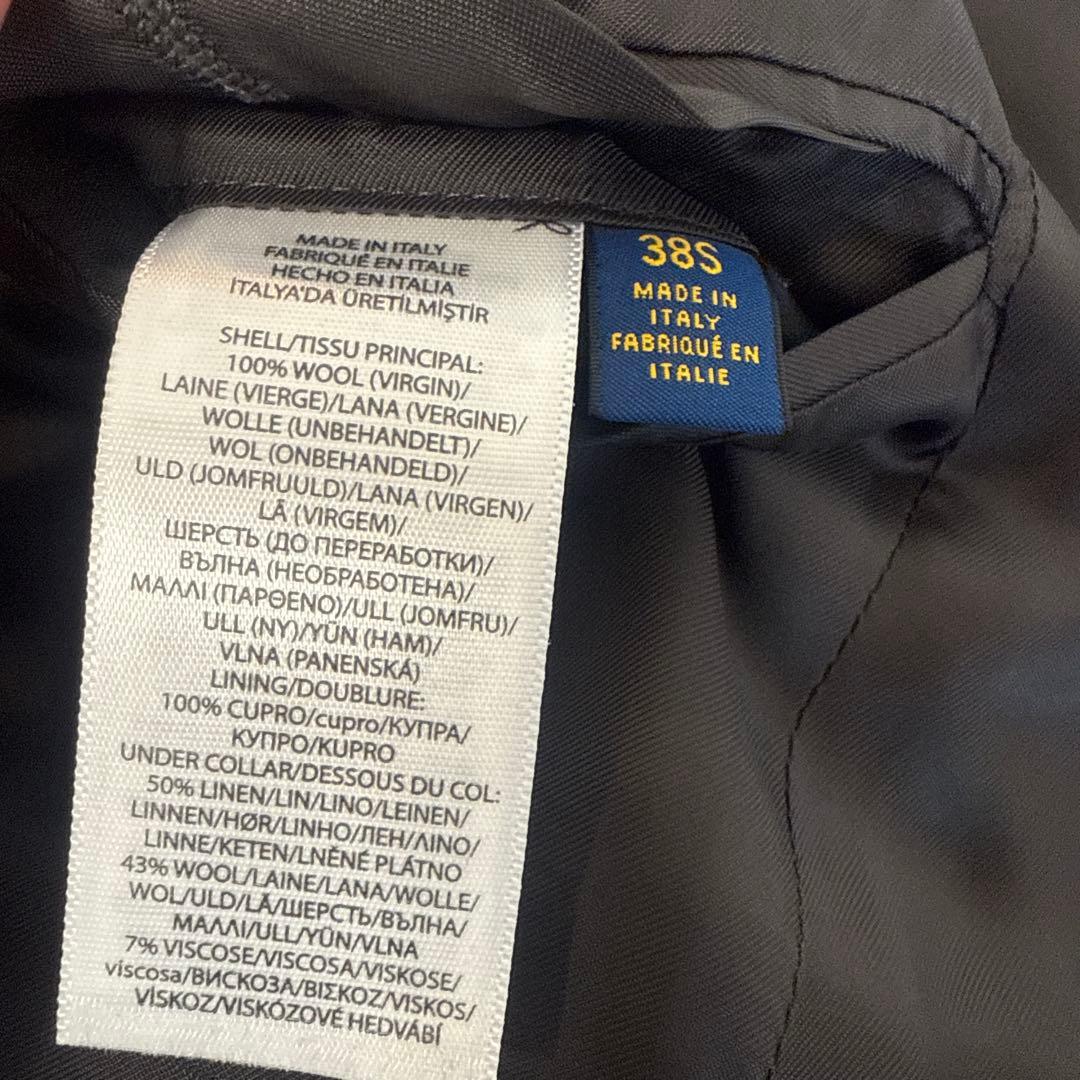 MADE IN ITALY
FABRIQUÉ EN ITALIE
HECHO EN ITALIA
İTALYA'DA ÜRETİLMİŞTİR
SHELL/TISSU PRINCIPAL:
100% WOOL (VIRGIN)/
LAINE (VIERGE)/LANA (VERGINE)/
WOLLE (UNBEHANDELT)/
WOL (ONBEHANDELD)/
ULD (JOMFRUULD)/LANA (VIRGEN)/
LÃ (VIRGEM)/
ШЕРСТЬ (ДО ПЕРЕРАБОТКИ)/
ВЪЛНА (НЕОБРАБОТЕНА)/
ΜΑΛΛΙ (ΠΑΡΘΕΝΟ)/ULL (JOMFRU)/
ULL (NY)/YÜN (HAM)/
VLNA (PANENSKÁ)
LINING/DOUBLURE:
100% CUPRO/cupro/КУПРА/
КУПРО/KUPRO
UNDER COLLAR/DESSOUS DU COL:
50% LINEN/LIN/LINO/LEINEN/
LINNEN/HØR/LINHO/ЛЕН/ΛΙΝΟ/
LINNE/KETEN/LNĚNÉ PLÁTNO
43% WOOL/LAINE/LANA/WOLLE/
WOL/ULD/LÃ/ШЕРСТЬ/ВЪЛНА/
ΜΑΛΛΙ/ULL/YÜN/VLNA
7% VISCOSE/VISCOSA/VISKOSE/
viscosa/ВИСКОЗА/ΒΙΣΚΟΖ/VISKOS/
VİSKOZ/VISKÓZOVÉ HEDVÁBÍ
38S
MADE IN
ITALY
FABRIQUÉ EN
ITALIE